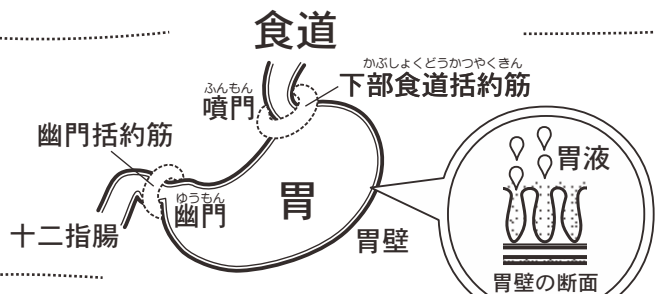 食道
かぶしょくどうかつやくきん
下部食道括約筋
ふんもん
噴門
幽門括約筋
ゆうもん
幽門
十二指腸
胃
胃壁
胃液
胃壁の断面